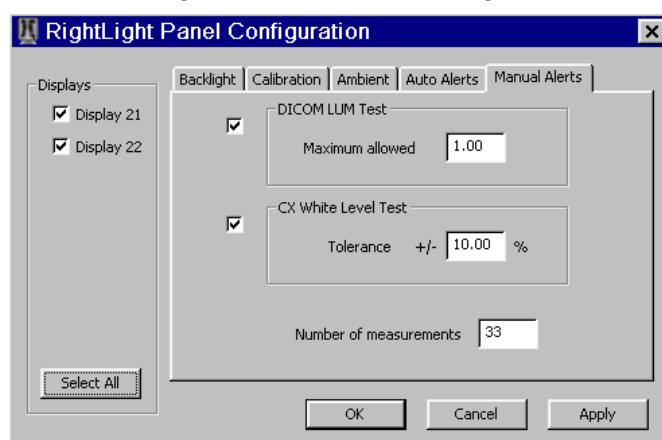 RightLight Panel Configuration
Displays
Display 21
Display 22
Select All
Backlight Calibration Ambient Auto Alerts Manual Alerts
DICOM LUM Test
Maximum allowed 1.00
CX White Level Test
Tolerance +/- 10.00 %
Number of measurements 33
OK Cancel Apply